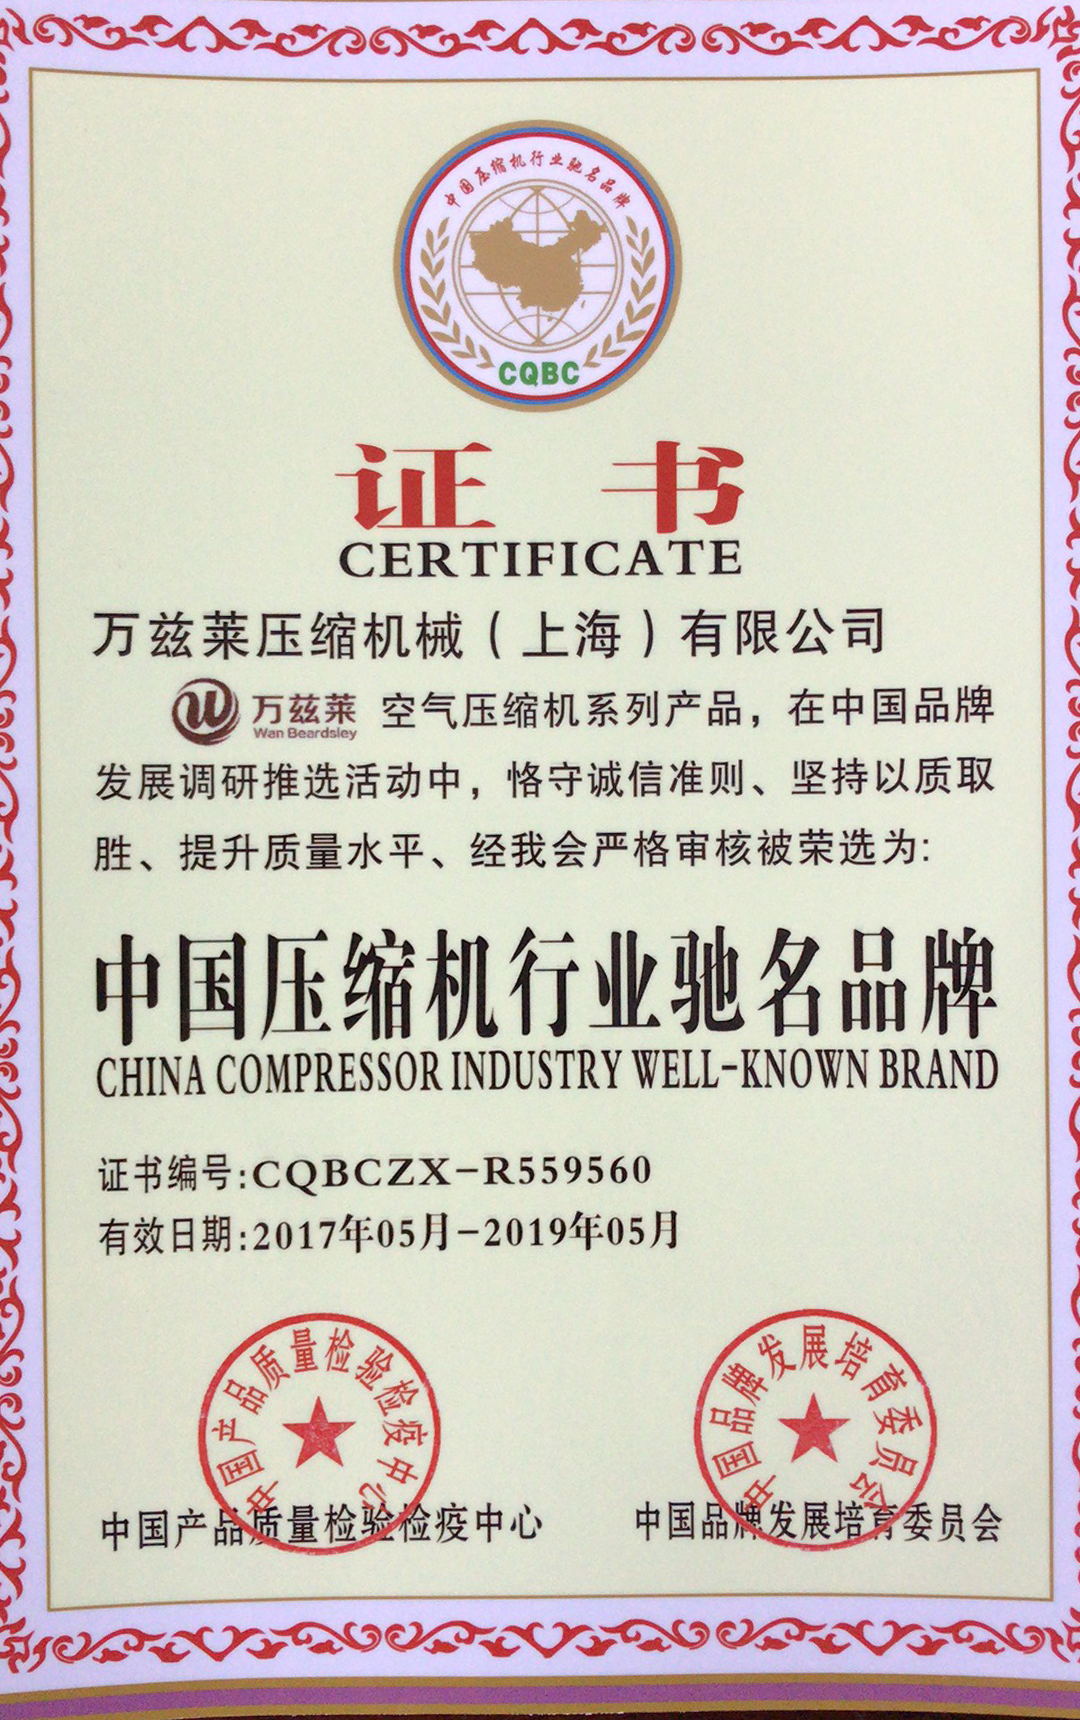 中国压缩机行业驰名品牌
CQBC
证 书
CERTIFICATE
万兹莱压缩机械（上海）有限公司
W 万兹莱 空气压缩机系列产品，在中国品牌
Wan Beardsley
发展调研推选活动中，恪守诚信准则、坚持以质取
胜、提升质量水平、经我会严格审核被荣选为:
中国压缩机行业驰名品牌
CHINA COMPRESSOR INDUSTRY WELL-KNOWN BRAND
证书编号:CQBCZX-R559560
有效日期:2017年05月-2019年05月
中国产品质量检验检疫中心
中国品牌发展培育委员会
中国产品质量检验检疫中心
中国品牌发展培育委员会